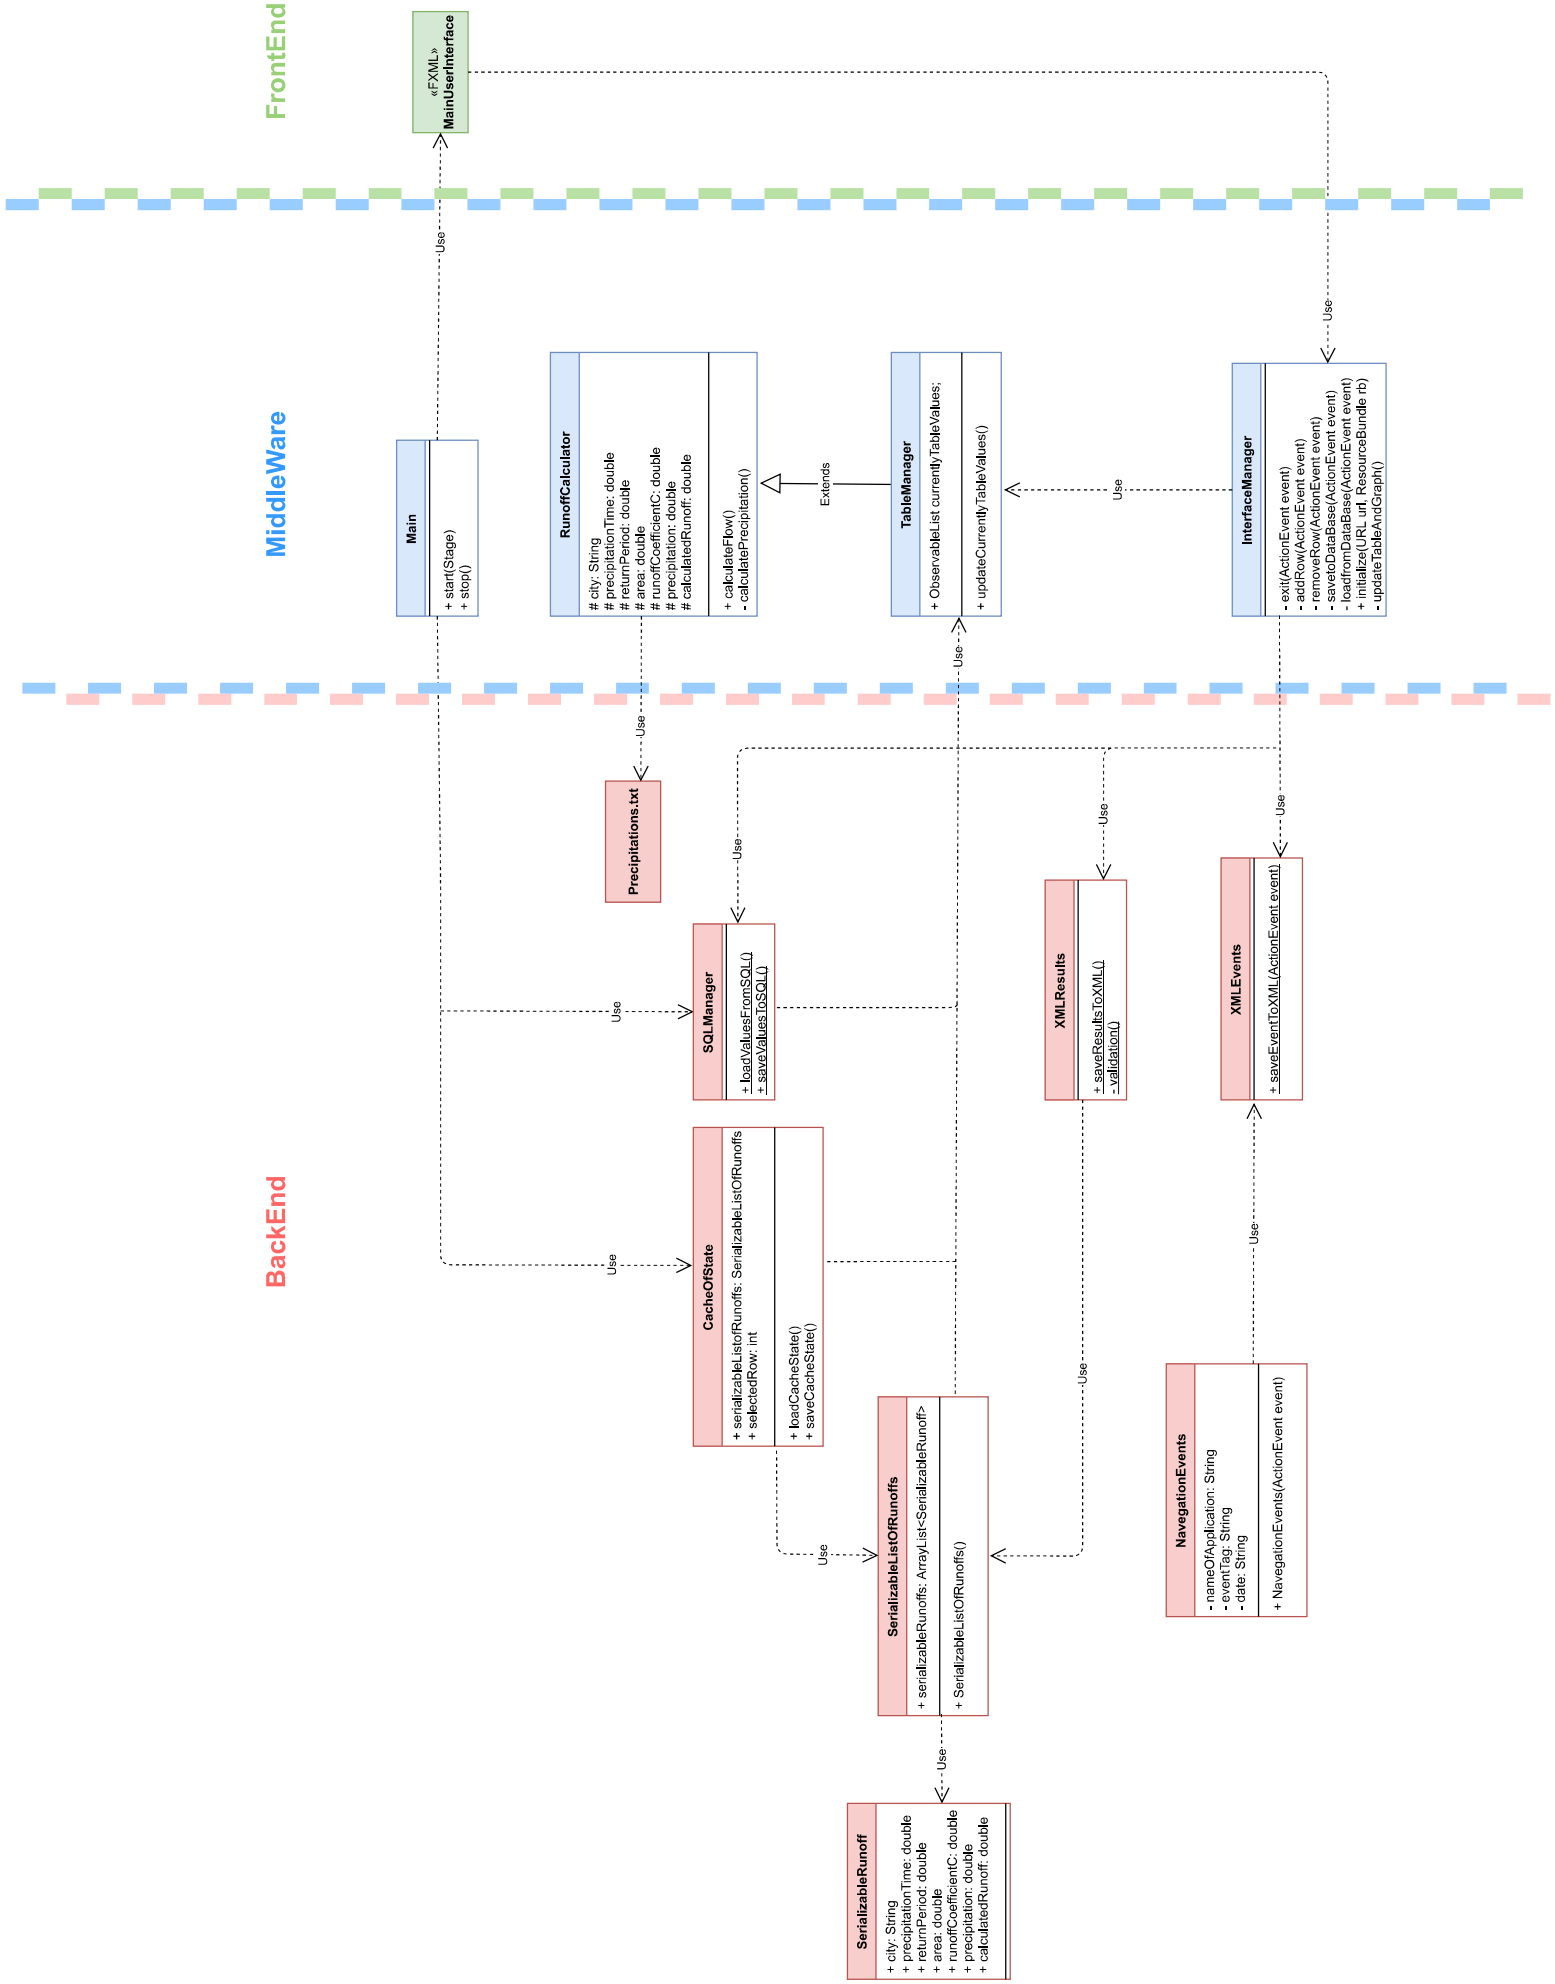 FrontEnd
«FXML»
MainUserInterface
Use
Use
MiddleWare
Main
+ start(Stage)
+ stop()
RunoffCalculator
# city: String
# precipitationTime: double
# returnPeriod: double
# area: double
# runoffCoefficientC: double
# precipitation: double
# calculatedRunoff: double
+ calculateFlow()
- calculatePrecipitation()
Extends
TableManager
+ ObservableList currentlyTableValues;
+ updateCurrentlyTableValues()
Use
InterfaceManager
- exit(ActionEvent event)
- addRow(ActionEvent event)
- removeRow(ActionEvent event)
- savetoDataBase(ActionEvent event)
- loadfromDataBase(ActionEvent event)
+ initialize(URL url, ResourceBundle rb)
- updateTableAndGraph()
Use
Use
Use
Use
Use
BackEnd
Precipitations.txt
SQLManager
+ loadValuesFromSQL()
+ saveValuesToSQL()
Use
XMLResults
+ saveResultsToXML()
- validation()
XMLEvents
+ saveEventToXML(ActionEvent event)
Use
CacheOfState
+ serializableListofRunoffs: SerializableListOfRunoffs
+ selectedRow: int
+ loadCacheState()
+ saveCacheState()
Use
Use
Use
SerializableListOfRunoffs
+ serializableRunoffs: ArrayList<SerializableRunoff>
+ SerializableListOfRunoffs()
NavegationEvents
- nameOfApplication: String
- eventTag: String
- date: String
+ NavegationEvents(ActionEvent event)
Use
SerializableRunoff
+ city: String
+ precipitationTime: double
+ returnPeriod: double
+ area: double
+ runoffCoefficientC: double
+ precipitation: double
+ calculatedRunoff: double